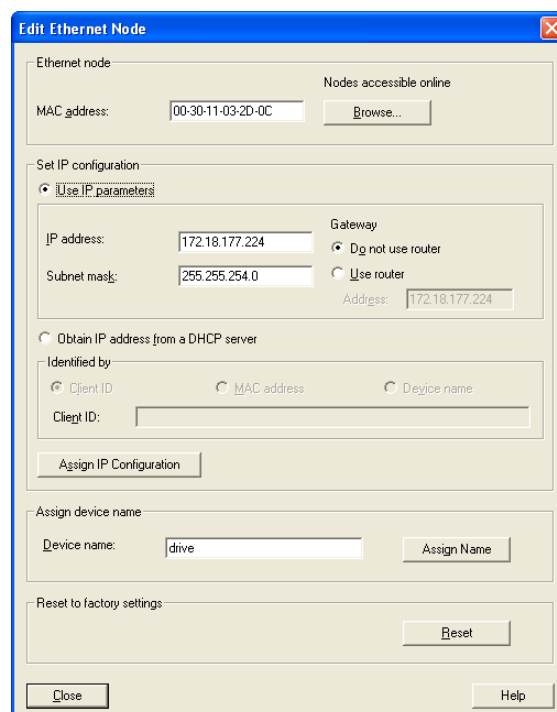 Edit Ethernet Node
Ethernet node
Nodes accessible online
MAC address: 00-30-11-03-2D-0C Browse...
Set IP configuration
Use IP parameters
Gateway
IP address: 172.18.177.224 Do not use router
Subnet mask: 255.255.254.0 Use router
Address: 172.18.177.224
Obtain IP address from a DHCP server
Identified by
Client ID MAC address Device name
Client ID:
Assign IP Configuration
Assign device name
Device name: drive Assign Name
Reset to factory settings
Reset
Close Help